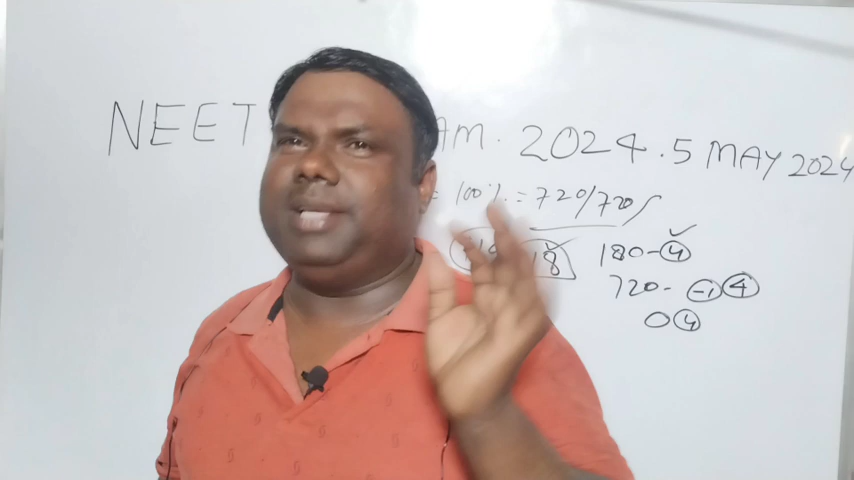 NEET AM. 2024. 5 MAY 2024
= 100% = 720/720
18 180-4
720- -1 4
0 4